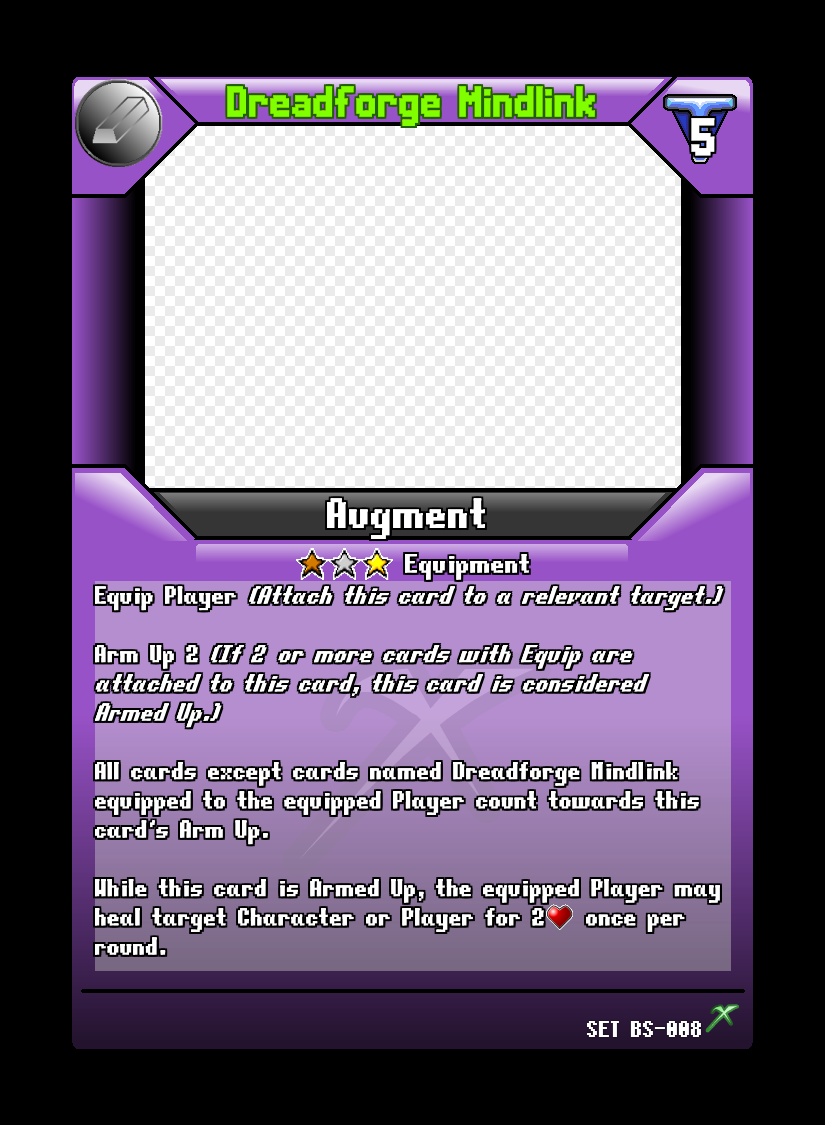 Dreadforge Mindlink
5
Augment
Equipment
Equip Player (Attach this card to a relevant target.)
Arm Up 2 (If 2 or more cards with Equip are
attached to this card, this card is considered
Armed Up.)
All cards except cards named Dreadforge Mindlink
equipped to the equipped Player count towards this
card's Arm Up.
While this card is Armed Up, the equipped Player may
heal target Character or Player for 2 once per
round.
SET BS-008